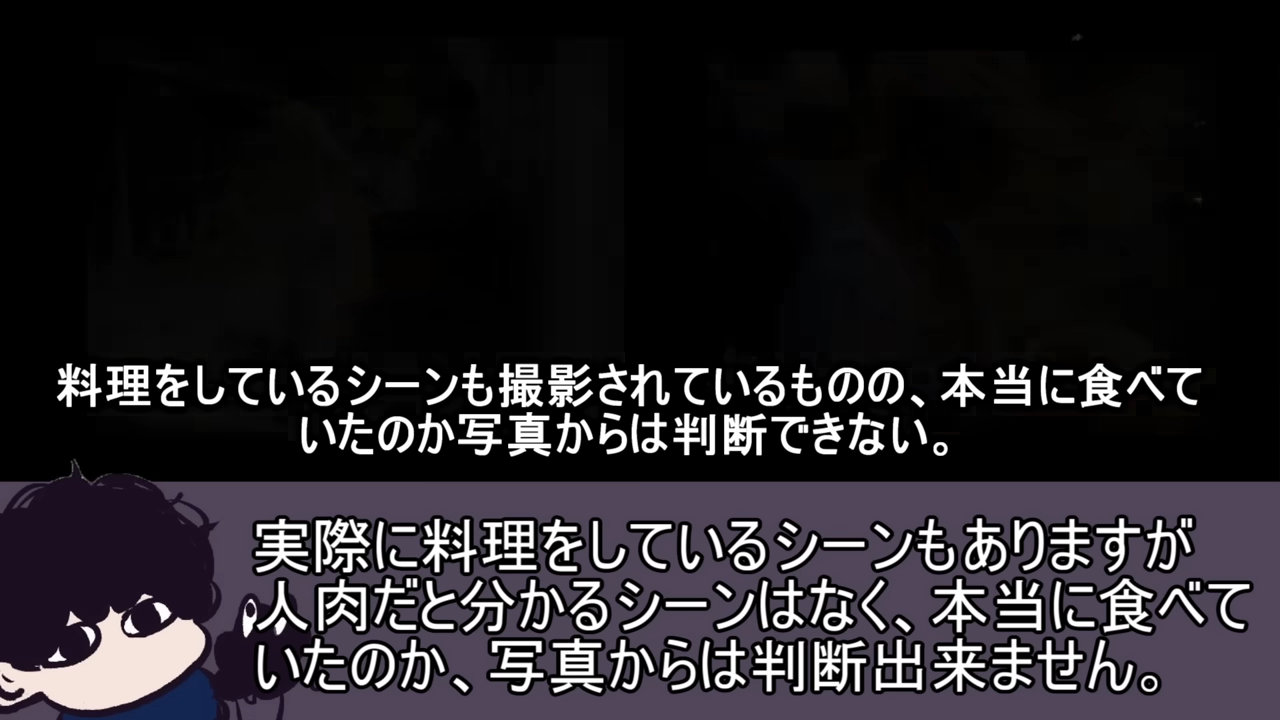 料理をしているシーンも撮影されているものの、本当に食べて
いたのか写真からは判断できない。
実際に料理をしているシーンもありますが
人肉だと分かるシーンはなく、本当に食べて
いたのか、写真からは判断出来ません。